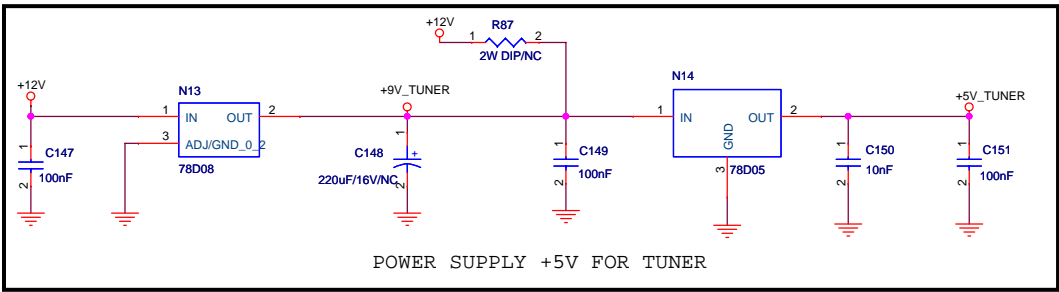 +12V
R87
1
2
2W DIP/NC
+12V
N13
1
IN
OUT
2
3
ADJ/GND_0_2
78D08
1
C147
2
100nF
+9V_TUNER
1
C148
+
220uF/16V/NC
2
1
C149
2
100nF
N14
1
IN
OUT
2
GND
3
78D05
1
C150
2
10nF
+5V_TUNER
1
C151
2
100nF
POWER SUPPLY +5V FOR TUNER